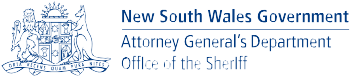 New South Wales Government
Attorney General's Department
Office of the Sheriff